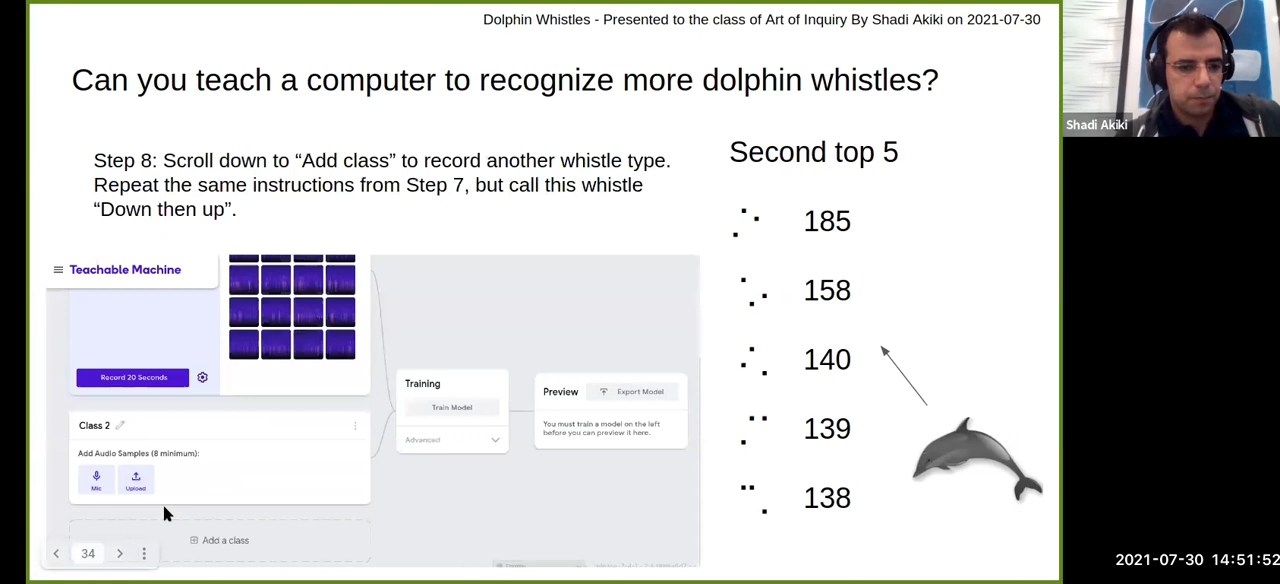 Dolphin Whistles - Presented to the class of Art of Inquiry By Shadi Akiki on 2021-07-30
Can you teach a computer to recognize more dolphin whistles?
Shadi Akiki
Step 8: Scroll down to “Add class” to record another whistle type.
Repeat the same instructions from Step 7, but call this whistle
“Down then up”.
Second top 5
185
158
140
139
138
Teachable Machine
Record 20 Seconds
Class 2
Add Audio Samples (8 minimum):
Mic
Upload
Add a class
Training
Train Model
Advanced
Preview
Export Model
You must train a model on the left
before you can preview it here.
34
2021-07-30 14:51:52